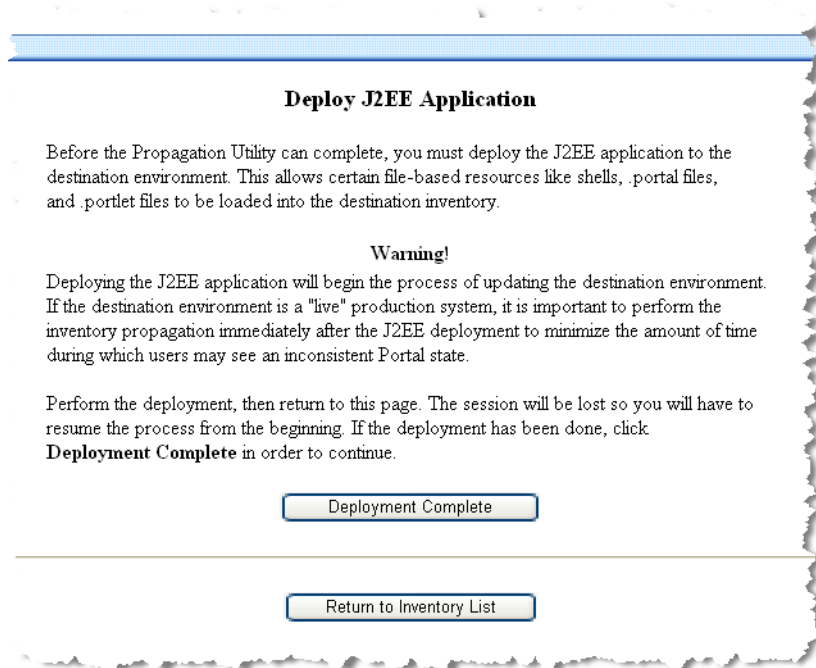 Deploy J2EE Application
Before the Propagation Utility can complete, you must deploy the J2EE application to the
destination environment. This allows certain file-based resources like shells, .portal files,
and .portlet files to be loaded into the destination inventory.
Warning!
Deploying the J2EE application will begin the process of updating the destination environment.
If the destination environment is a "live" production system, it is important to perform the
inventory propagation immediately after the J2EE deployment to minimize the amount of time
during which users may see an inconsistent Portal state.
Perform the deployment, then return to this page. The session will be lost so you will have to
resume the process from the beginning. If the deployment has been done, click
Deployment Complete in order to continue.
Deployment Complete
Return to Inventory List